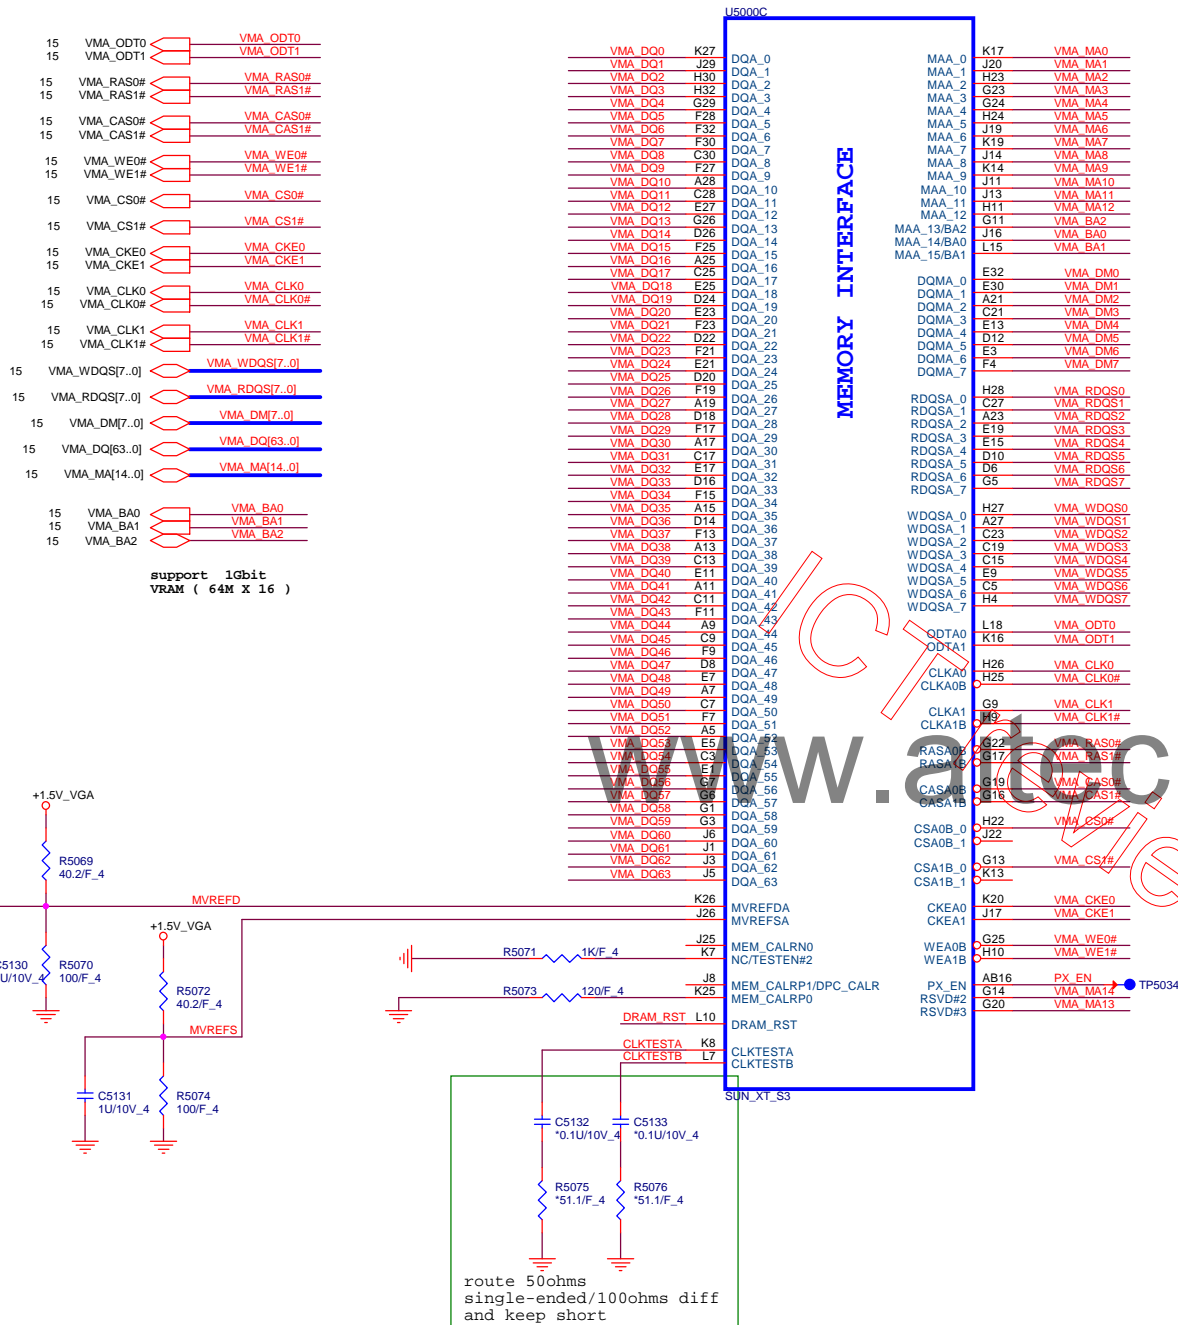 U5000C
15 VMA_ODT0 VMA_ODT0
15 VMA_ODT1 VMA_ODT1
15 VMA_RAS0# VMA_RAS0#
15 VMA_RAS1# VMA_RAS1#
15 VMA_CAS0# VMA_CAS0#
15 VMA_CAS1# VMA_CAS1#
15 VMA_WE0# VMA_WE0#
15 VMA_WE1# VMA_WE1#
15 VMA_CS0# VMA_CS0#
15 VMA_CS1# VMA_CS1#
15 VMA_CKE0 VMA_CKE0
15 VMA_CKE1 VMA_CKE1
15 VMA_CLK0 VMA_CLK0
15 VMA_CLK0# VMA_CLK0#
15 VMA_CLK1 VMA_CLK1
15 VMA_CLK1# VMA_CLK1#
15 VMA_WDQS[7..0] VMA_WDQS[7..0]
15 VMA_RDQS[7..0] VMA_RDQS[7..0]
15 VMA_DM[7..0] VMA_DM[7..0]
15 VMA_DQ[63..0] VMA_DQ[63..0]
15 VMA_MA[14..0] VMA_MA[14..0]
15 VMA_BA0 VMA_BA0
15 VMA_BA1 VMA_BA1
15 VMA_BA2 VMA_BA2
support 1Gbit
VRAM ( 64M X 16 )
VMA_DQ0 K27 DQA_0
VMA_DQ1 J29 DQA_1
VMA_DQ2 H30 DQA_2
VMA_DQ3 H32 DQA_3
VMA_DQ4 G29 DQA_4
VMA_DQ5 F28 DQA_5
VMA_DQ6 F32 DQA_6
VMA_DQ7 F30 DQA_7
VMA_DQ8 C30 DQA_8
VMA_DQ9 F27 DQA_9
VMA_DQ10 A28 DQA_10
VMA_DQ11 C28 DQA_11
VMA_DQ12 E27 DQA_12
VMA_DQ13 G26 DQA_13
VMA_DQ14 D26 DQA_14
VMA_DQ15 F25 DQA_15
VMA_DQ16 A25 DQA_16
VMA_DQ17 C25 DQA_17
VMA_DQ18 E25 DQA_18
VMA_DQ19 D24 DQA_19
VMA_DQ20 E23 DQA_20
VMA_DQ21 F23 DQA_21
VMA_DQ22 D22 DQA_22
VMA_DQ23 F21 DQA_23
VMA_DQ24 E21 DQA_24
VMA_DQ25 D20 DQA_25
VMA_DQ26 F19 DQA_26
VMA_DQ27 A19 DQA_27
VMA_DQ28 D18 DQA_28
VMA_DQ29 F17 DQA_29
VMA_DQ30 A17 DQA_30
VMA_DQ31 C17 DQA_31
VMA_DQ32 E17 DQA_32
VMA_DQ33 D16 DQA_33
VMA_DQ34 F15 DQA_34
VMA_DQ35 A15 DQA_35
VMA_DQ36 D14 DQA_36
VMA_DQ37 F13 DQA_37
VMA_DQ38 A13 DQA_38
VMA_DQ39 C13 DQA_39
VMA_DQ40 E11 DQA_40
VMA_DQ41 A11 DQA_41
VMA_DQ42 C11 DQA_42
VMA_DQ43 F11 DQA_43
VMA_DQ44 A9 DQA_44
VMA_DQ45 C9 DQA_45
VMA_DQ46 F9 DQA_46
VMA_DQ47 D8 DQA_47
VMA_DQ48 E7 DQA_48
VMA_DQ49 A7 DQA_49
VMA_DQ50 C7 DQA_50
VMA_DQ51 F7 DQA_51
VMA_DQ52 A5 DQA_52
VMA_DQ53 E5 DQA_53
VMA_DQ54 C3 DQA_54
VMA_DQ55 E1 DQA_55
VMA_DQ56 G7 DQA_56
VMA_DQ57 G6 DQA_57
VMA_DQ58 G1 DQA_58
VMA_DQ59 G3 DQA_59
VMA_DQ60 J6 DQA_60
VMA_DQ61 J1 DQA_61
VMA_DQ62 J3 DQA_62
VMA_DQ63 J5 DQA_63
MVREFD K26 MVREFDA
J26 MVREFSA
J25 MEM_CALRN0
R5071 1K/F_4 K7 NC/TESTEN#2
J8 MEM_CALRP1/DPC_CALR
R5073 120/F_4 K25 MEM_CALRP0
DRAM_RST L10 DRAM_RST
CLKTESTA K8 CLKTESTA
CLKTESTB L7 CLKTESTB
MEMORY INTERFACE
MAA_0 K17 VMA_MA0
MAA_1 J20 VMA_MA1
MAA_2 H23 VMA_MA2
MAA_3 G23 VMA_MA3
MAA_4 G24 VMA_MA4
MAA_5 H24 VMA_MA5
MAA_6 J19 VMA_MA6
MAA_7 K19 VMA_MA7
MAA_8 J14 VMA_MA8
MAA_9 K14 VMA_MA9
MAA_10 J11 VMA_MA10
MAA_11 J13 VMA_MA11
MAA_12 H11 VMA_MA12
MAA_13/BA2 G11 VMA_BA2
MAA_14/BA0 J16 VMA_BA0
MAA_15/BA1 L15 VMA_BA1
DQMA_0 E32 VMA_DM0
DQMA_1 E30 VMA_DM1
DQMA_2 A21 VMA_DM2
DQMA_3 C21 VMA_DM3
DQMA_4 E13 VMA_DM4
DQMA_5 D12 VMA_DM5
DQMA_6 E3 VMA_DM6
DQMA_7 F4 VMA_DM7
RDQSA_0 H28 VMA_RDQS0
RDQSA_1 C27 VMA_RDQS1
RDQSA_2 A23 VMA_RDQS2
RDQSA_3 E19 VMA_RDQS3
RDQSA_4 E15 VMA_RDQS4
RDQSA_5 D10 VMA_RDQS5
RDQSA_6 D6 VMA_RDQS6
RDQSA_7 G5 VMA_RDQS7
WDQSA_0 H27 VMA_WDQS0
WDQSA_1 A27 VMA_WDQS1
WDQSA_2 C23 VMA_WDQS2
WDQSA_3 C19 VMA_WDQS3
WDQSA_4 C15 VMA_WDQS4
WDQSA_5 E9 VMA_WDQS5
WDQSA_6 C5 VMA_WDQS6
WDQSA_7 H4 VMA_WDQS7
ODTA0 L18 VMA_ODT0
ODTA1 K16 VMA_ODT1
CLKA0 H26 VMA_CLK0
CLKA0B H25 VMA_CLK0#
CLKA1 G9 VMA_CLK1
CLKA1B H9 VMA_CLK1#
RASA0B G22 VMA_RAS0#
RASA1B G17 VMA_RAS1#
CASA0B G19 VMA_CAS0#
CASA1B G16 VMA_CAS1#
CSA0B_0 H22 VMA_CS0#
CSA0B_1 J22
CSA1B_0 G13 VMA_CS1#
CSA1B_1 K13
CKEA0 K20 VMA_CKE0
CKEA1 J17 VMA_CKE1
WEA0B G25 VMA_WE0#
WEA1B H10 VMA_WE1#
PX_EN AB16 PX_EN TP5034
RSVD#2 G14 VMA_MA14
RSVD#3 G20 VMA_MA13
SUN_XT_S3
www.aitec
+1.5V_VGA
R5069
40.2/F_4
C5130
U/10V_4
R5070
100/F_4
+1.5V_VGA
R5072
40.2/F_4
MVREFS
C5131
1U/10V_4
R5074
100/F_4
C5132
*0.1U/10V_4
C5133
*0.1U/10V_4
R5075
*51.1/F_4
R5076
*51.1/F_4
route 50ohms
single-ended/100ohms diff
and keep short